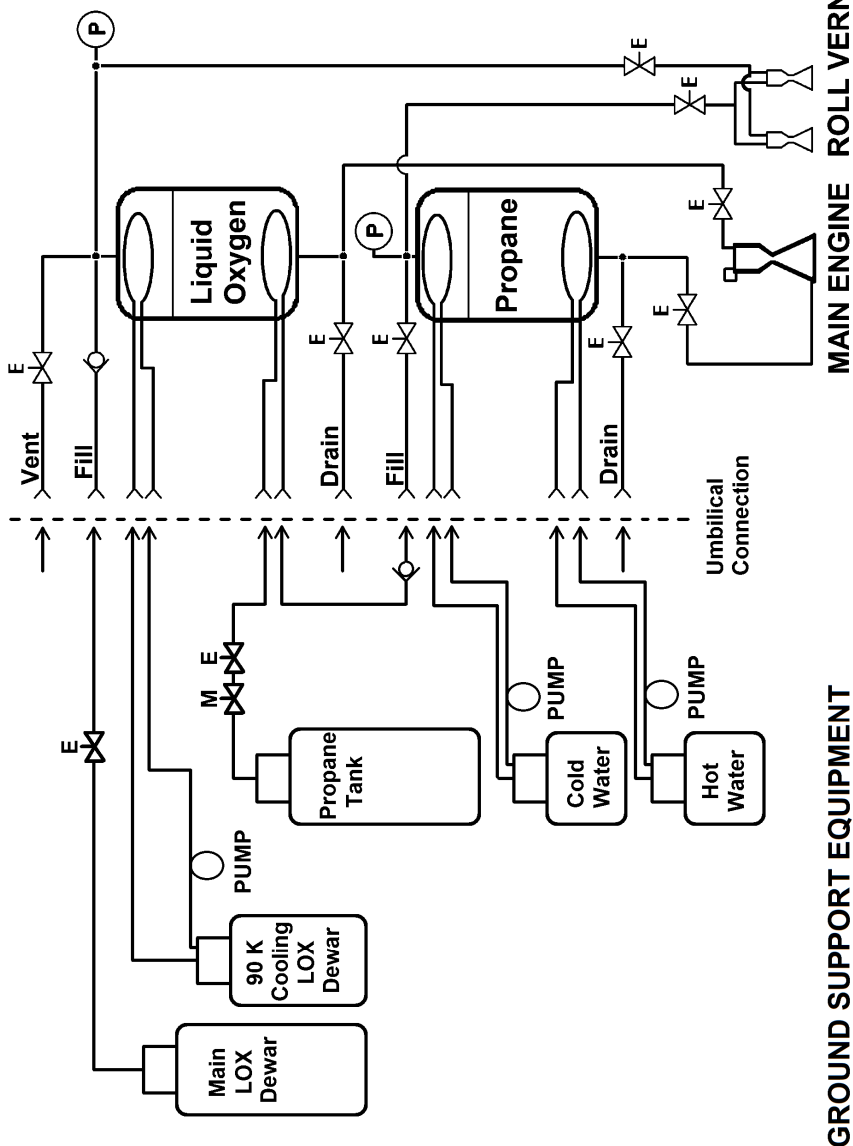 P
E
Vent
Fill
E
Liquid
Oxygen
E
Drain
P
E
Fill
Propane
E
Drain
E
E
E
E
MAIN ENGINE
ROLL VERN
Umbilical
Connection
E
Main
LOX
Dewar
90 K
Cooling
LOX
Dewar
PUMP
M
E
Propane
Tank
Cold
Water
PUMP
Hot
Water
PUMP
GROUND SUPPORT EQUIPMENT